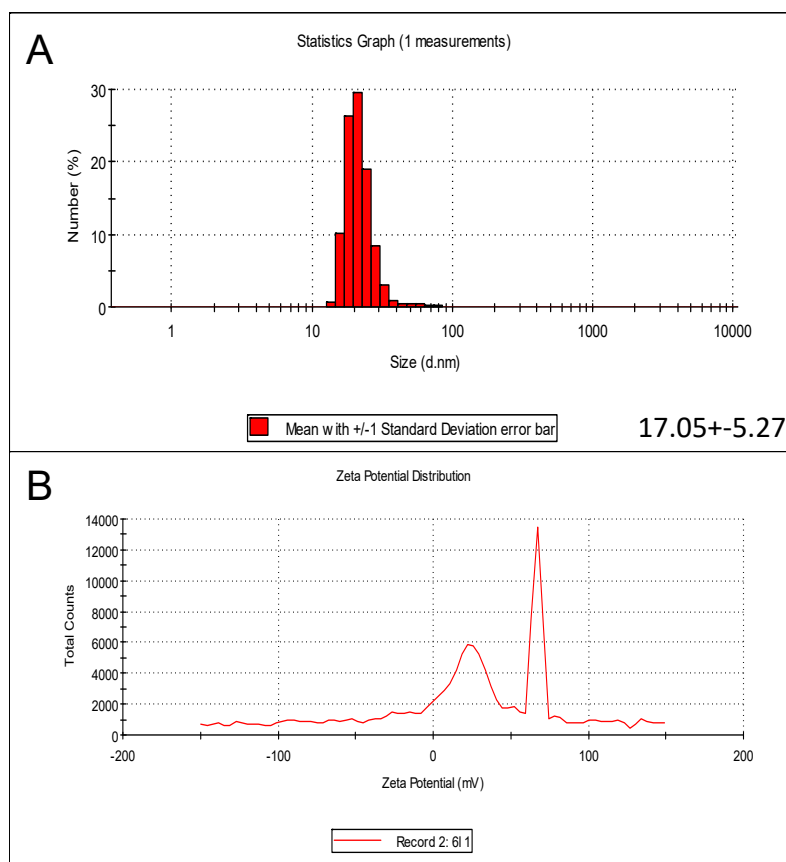 A
Statistics Graph (1 measurements)
30
20
10
0
Number (%)
1 10 100 1000 10000
Size (d.nm)
Mean with +/-1 Standard Deviation error bar
17.05+-5.27
B
Zeta Potential Distribution
14000
12000
10000
8000
6000
4000
2000
0
Total Counts
-200 -100 0 100 200
Zeta Potential (mV)
Record 2: 6l 1